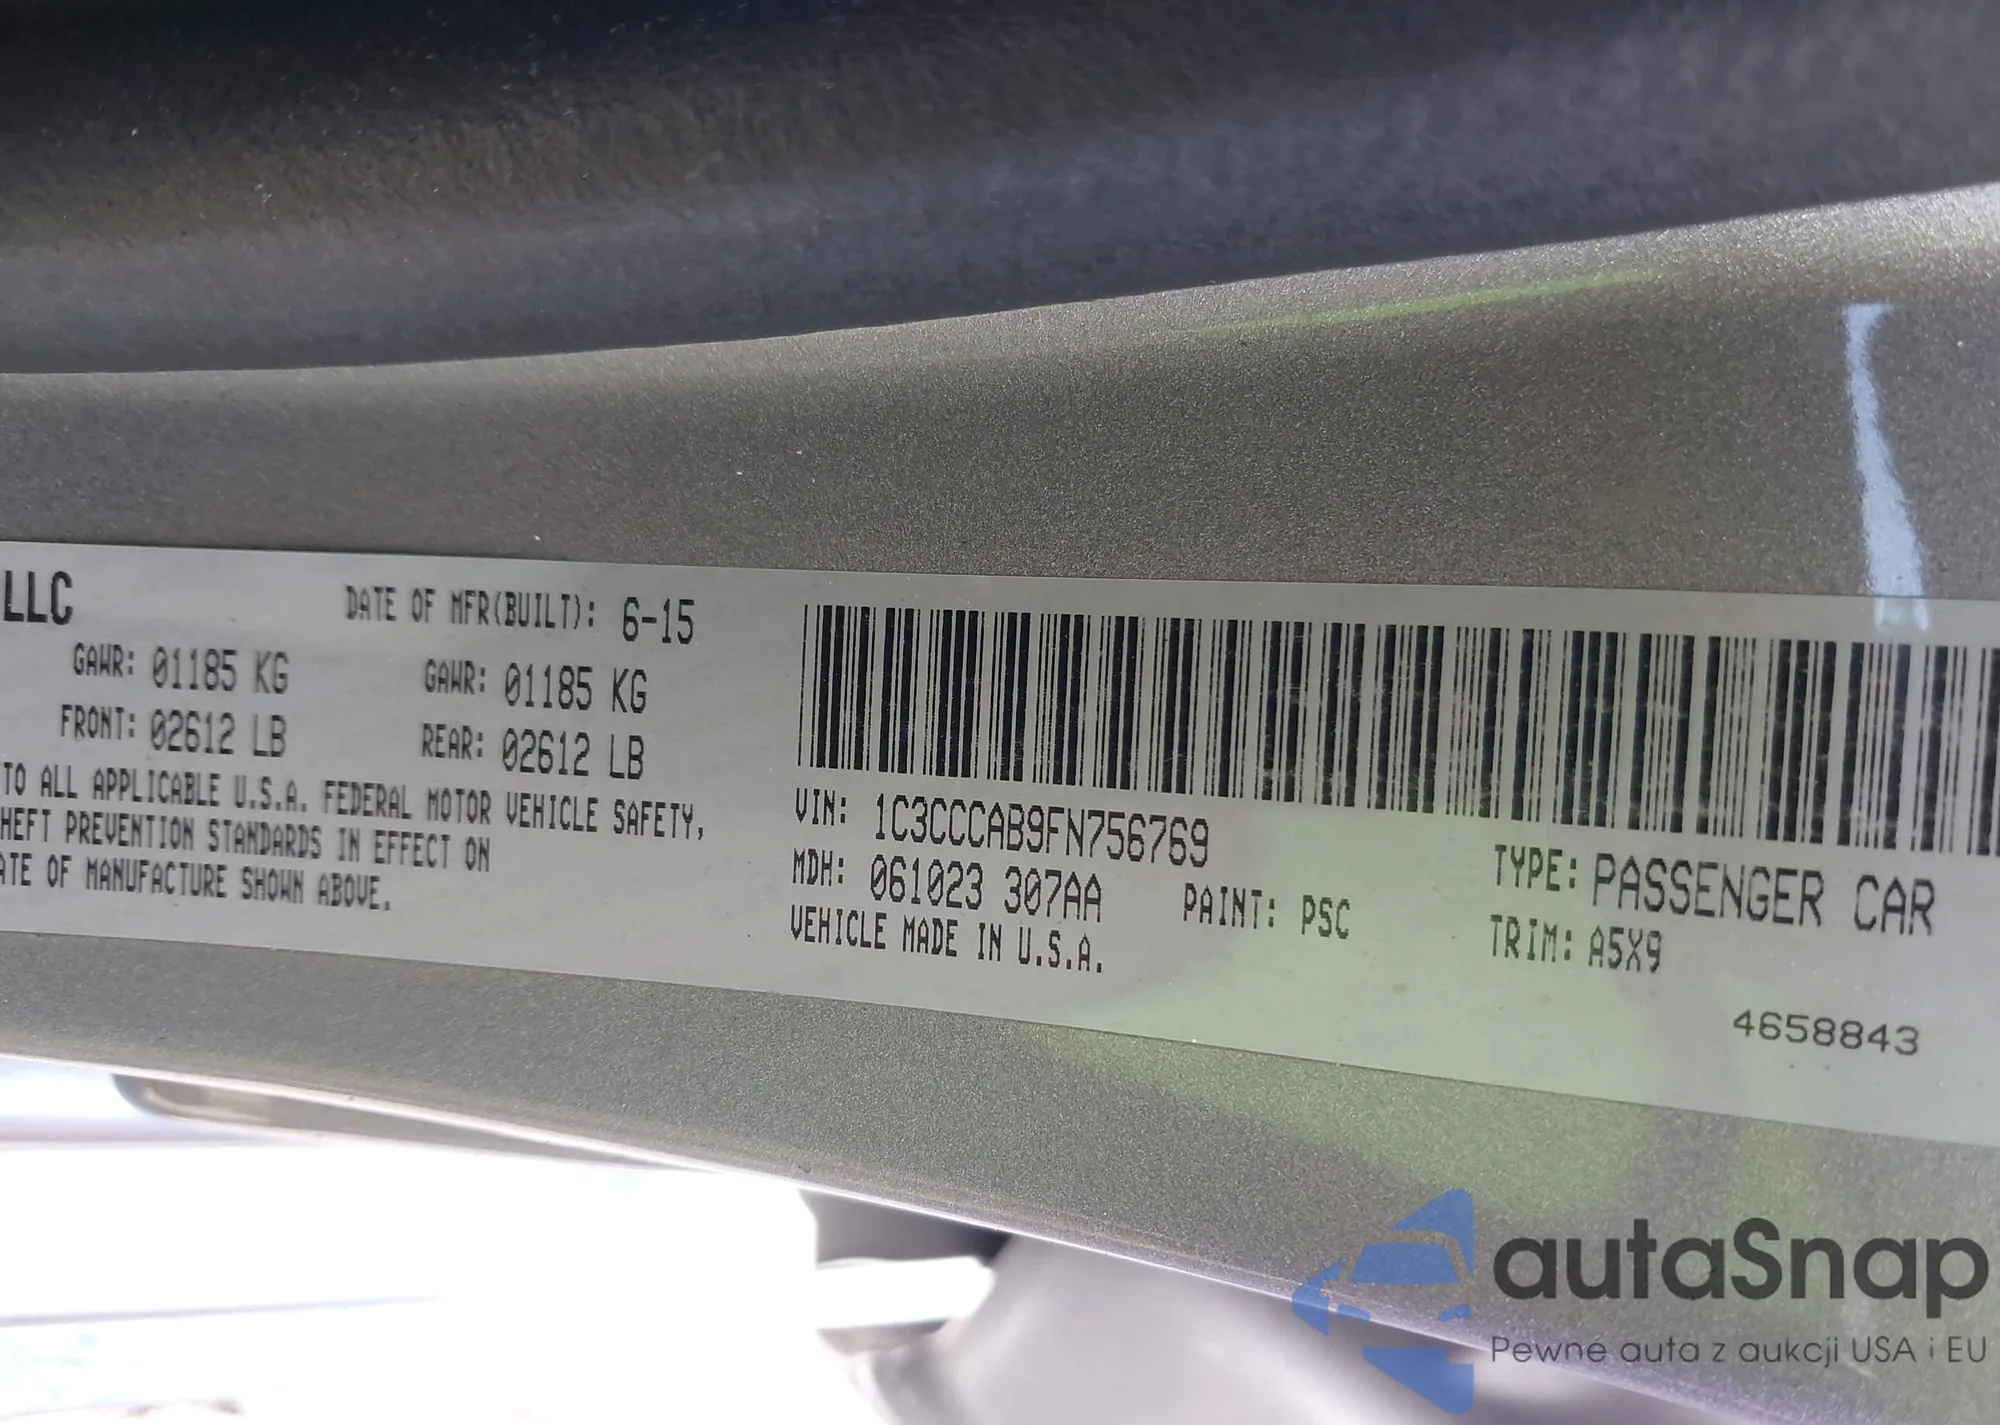 LLC
DATE OF MFR(BUILT): 6-15
GAWR: 01185 KG GAWR: 01185 KG
FRONT: 02612 LB REAR: 02612 LB
TO ALL APPLICABLE U.S.A. FEDERAL MOTOR VEHICLE SAFETY,
HEFT PREVENTION STANDARDS IN EFFECT ON
ATE OF MANUFACTURE SHOWN ABOVE.
VIN: 1C3CCCAB9FN756769
TYPE: PASSENGER CAR
MDH: 061023 307AA PAINT: PSC TRIM: A5X9
VEHICLE MADE IN U.S.A.
4658843
autaSnap
Pewne auta z aukcji USA i EU